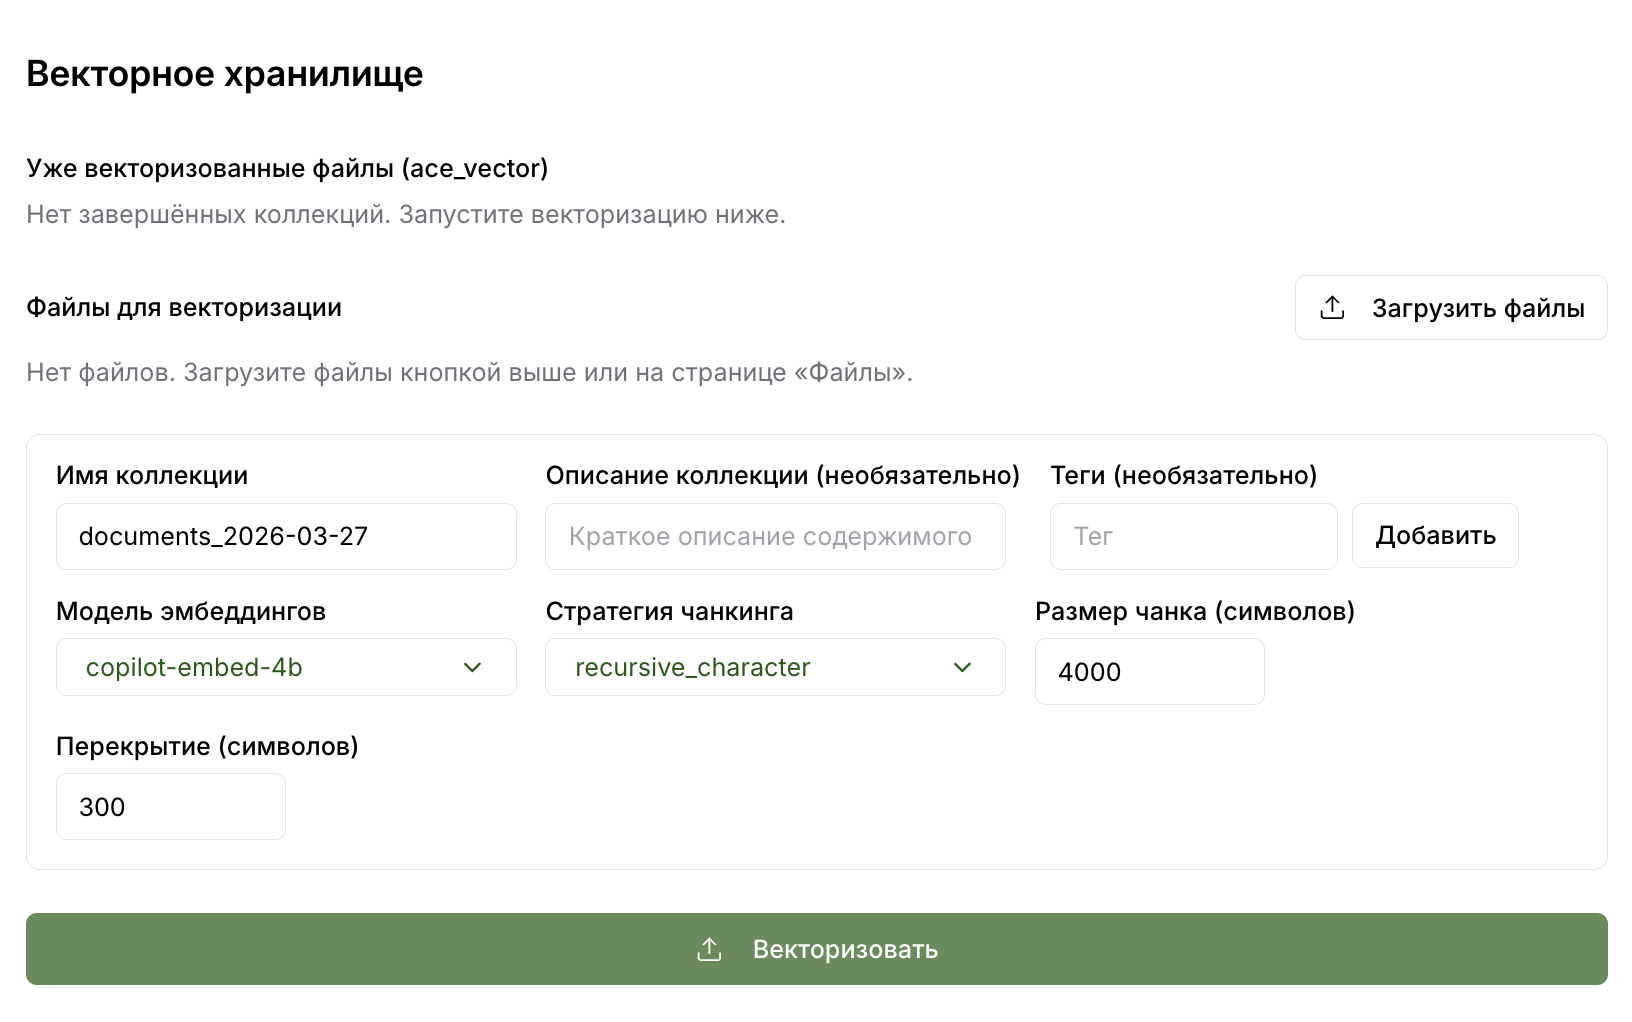 Векторное хранилище
Уже векторизованные файлы (ace_vector)
Нет завершённых коллекций. Запустите векторизацию ниже.
Файлы для векторизации
Загрузить файлы
Нет файлов. Загрузите файлы кнопкой выше или на странице «Файлы».
Имя коллекции
Описание коллекции (необязательно)
Теги (необязательно)
documents_2026-03-27
Краткое описание содержимого
Тег
Добавить
Модель эмбеддингов
Стратегия чанкинга
Размер чанка (символов)
copilot-embed-4b
recursive_character
4000
Перекрытие (символов)
300
Векторизовать